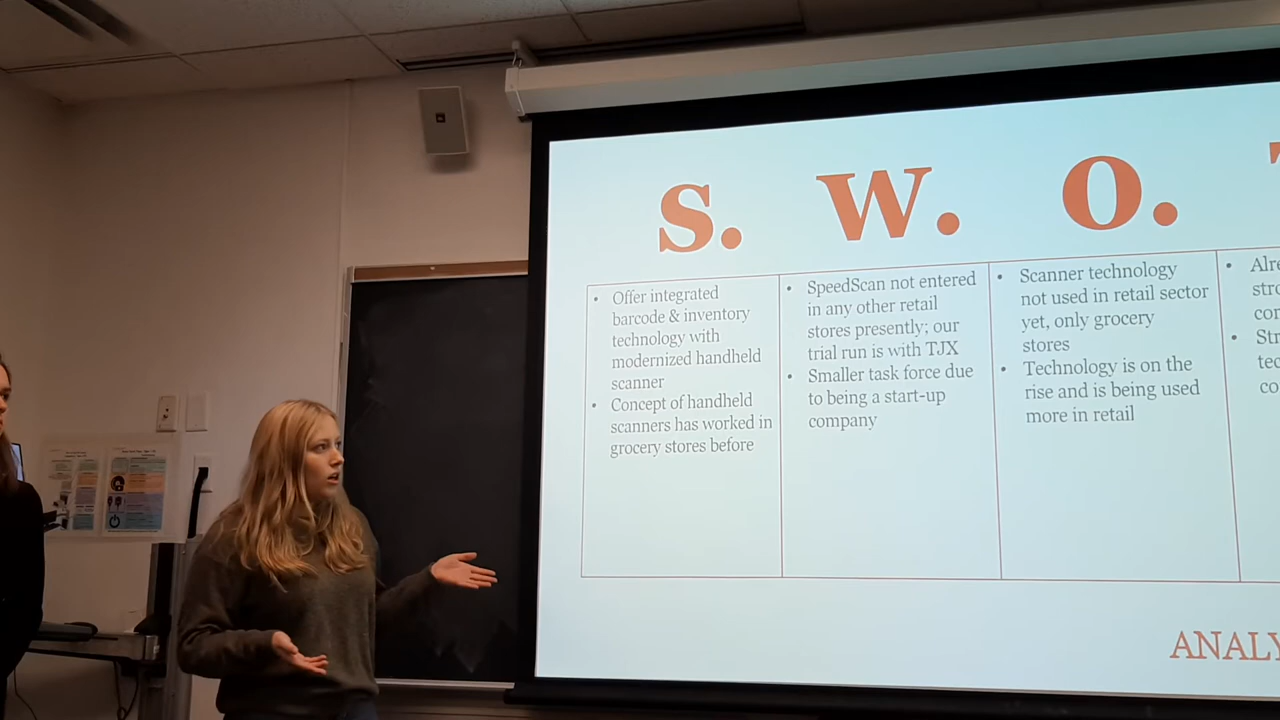 S. W. O.
• Offer integrated
barcode & inventory
technology with
modernized handheld
scanner
• Concept of handheld
scanners has worked in
grocery stores before
• SpeedScan not entered
in any other retail
stores presently; our
trial run is with TJX
• Smaller task force due
to being a start-up
company
• Scanner technology
not used in retail sector
yet, only grocery
stores
• Technology is on the
rise and is being used
more in retail